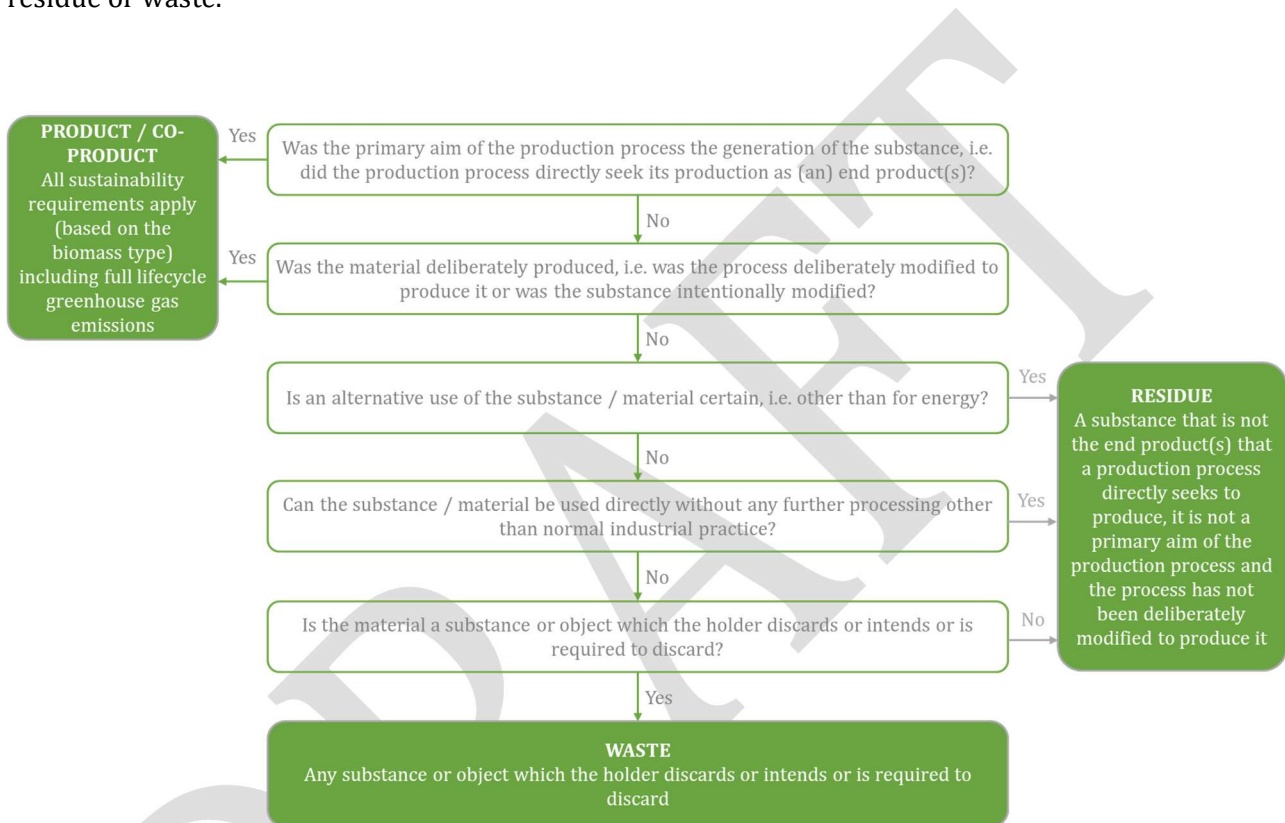 residue or waste.
PRODUCT / CO-
PRODUCT
All sustainability
requirements apply
(based on the
biomass type)
including full lifecycle
greenhouse gas
emissions
Yes
Was the primary aim of the production process the generation of the substance, i.e.
did the production process directly seek its production as (an) end product(s)?
No
Yes
Was the material deliberately produced, i.e. was the process deliberately modified to
produce it or was the substance intentionally modified?
No
Is an alternative use of the substance / material certain, i.e. other than for energy?
Yes
No
Can the substance / material be used directly without any further processing other
than normal industrial practice?
Yes
No
Is the material a substance or object which the holder discards or intends or is
required to discard?
No
RESIDUE
A substance that is not
the end product(s) that
a production process
directly seeks to
produce, it is not a
primary aim of the
production process and
the process has not
been deliberately
modified to produce it
Yes
WASTE
Any substance or object which the holder discards or intends or is required to
discard
DRAFT